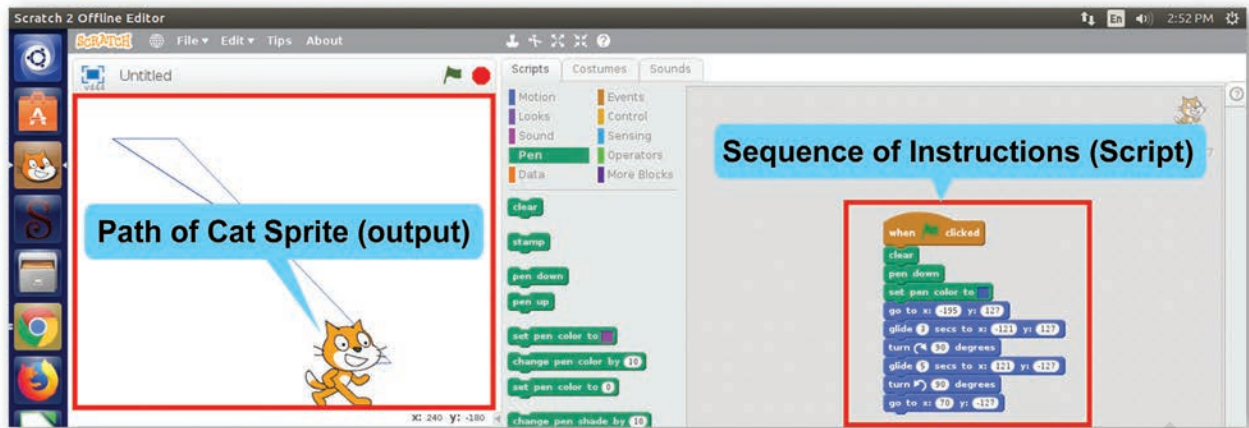 Scratch 2 Offline Editor
En 2:52 PM
SCRATCH File Edit Tips About
Untitled
Scripts Costumes Sounds
Motion Events
Looks Control
Sound Sensing
Pen Operators
Data More Blocks
clear
stamp
pen down
pen up
set pen color to
change pen color by 10
set pen color to 0
change pen shade by 10
Path of Cat Sprite (output)
X: 240 y: -180
Sequence of Instructions (Script)
when clicked
clear
pen down
set pen color to
go to x: -195 y: 127
glide 3 secs to x: -121 y: 127
turn 90 degrees
glide 5 secs to x: 121 y: -127
turn 90 degrees
go to x: 70 y: -127